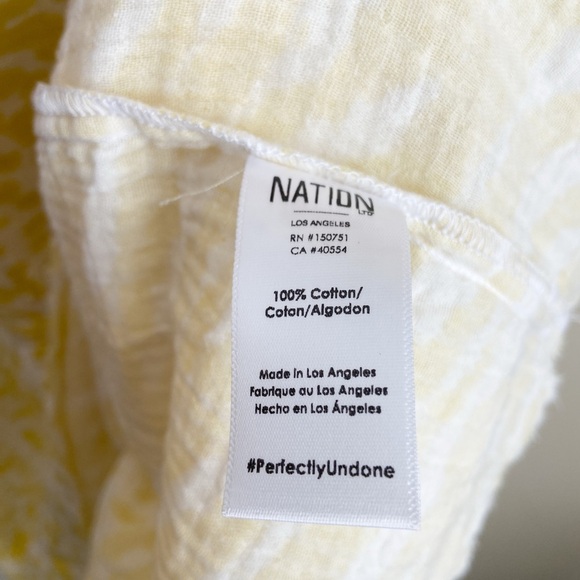 NATION
LTD
LOS ANGELES
RN #150751
CA #40554
100% Cotton/
Coton/Algodon
Made in Los Angeles
Fabrique au Los Angeles
Hecho en Los Ángeles
#PerfectlyUndone